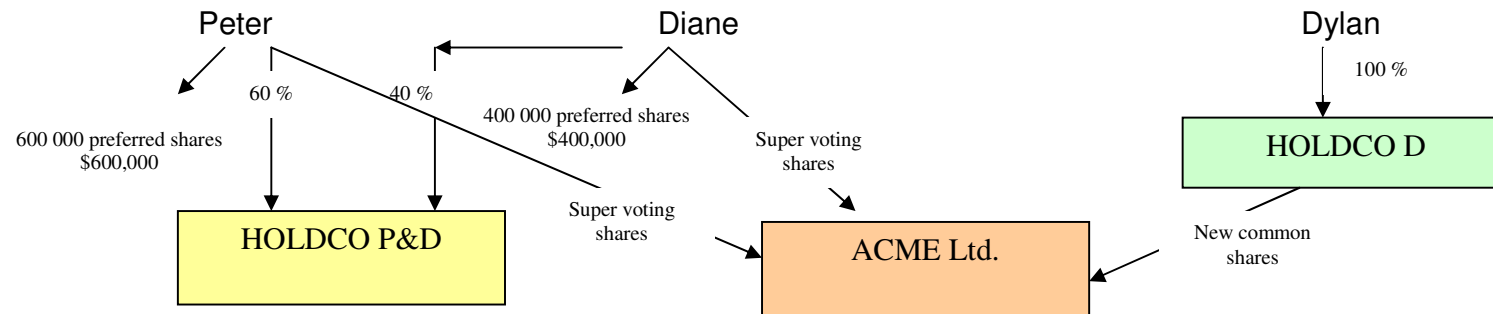 Peter
Diane
Dylan
100 %
60 %
40 %
600 000 preferred shares
$600,000
400 000 preferred shares
$400,000
Super voting
shares
HOLDCO D
Super voting
shares
New common
shares
HOLDCO P&D
ACME Ltd.